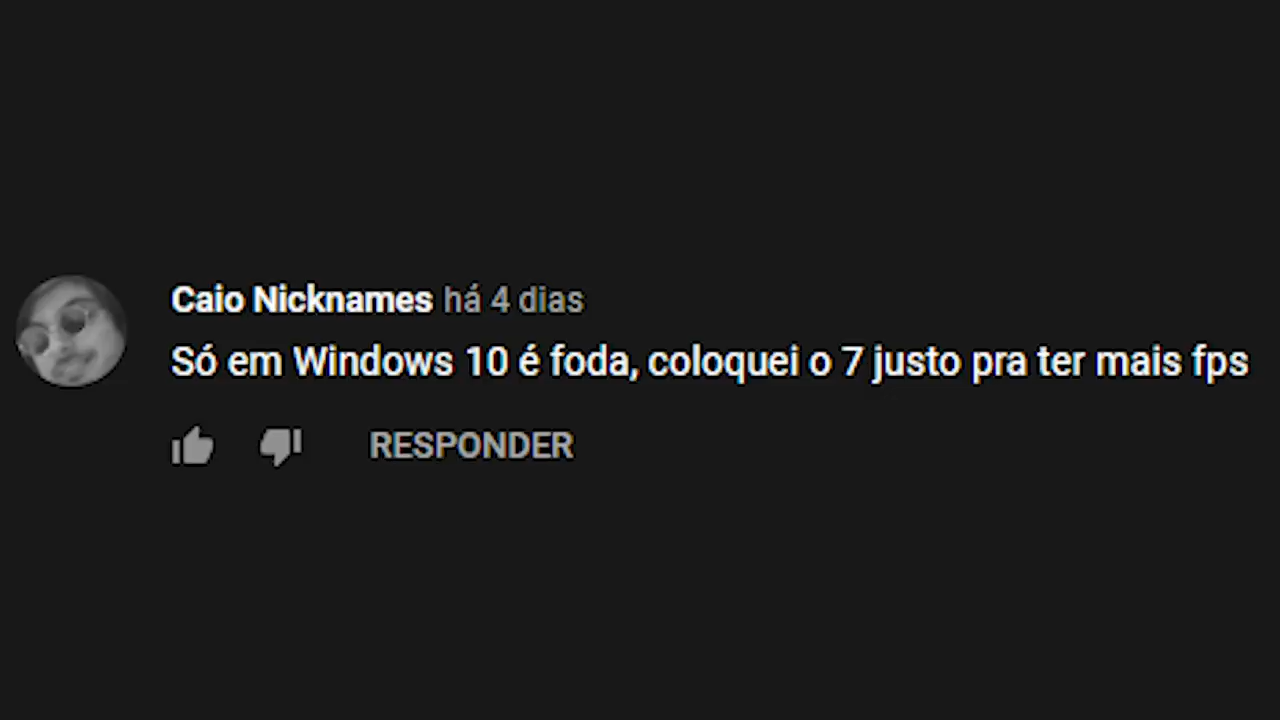 Caio Nicknames há 4 dias
Só em Windows 10 é foda, coloquei o 7 justo pra ter mais fps
RESPONDER